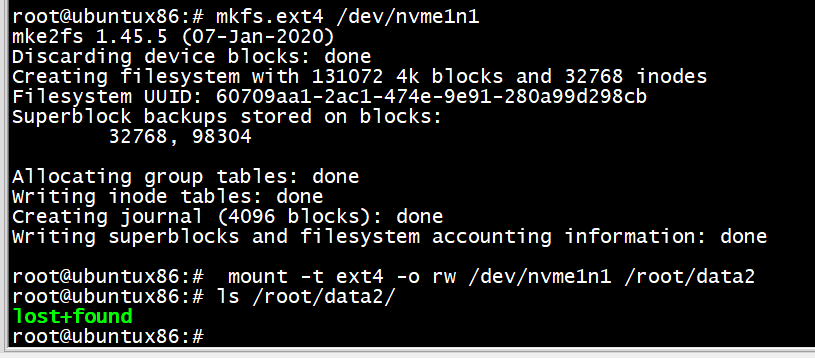 root@ubuntux86:# mkfs.ext4 /dev/nvme1n1
mke2fs 1.45.5 (07-Jan-2020)
Discarding device blocks: done
Creating filesystem with 131072 4k blocks and 32768 inodes
Filesystem UUID: 60709aa1-2ac1-474e-9e91-280a99d298cb
Superblock backups stored on blocks:
        32768, 98304

Allocating group tables: done
Writing inode tables: done
Creating journal (4096 blocks): done
Writing superblocks and filesystem accounting information: done

root@ubuntux86:#  mount -t ext4 -o rw /dev/nvme1n1 /root/data2
root@ubuntux86:# ls /root/data2/
lost+found
root@ubuntux86:#